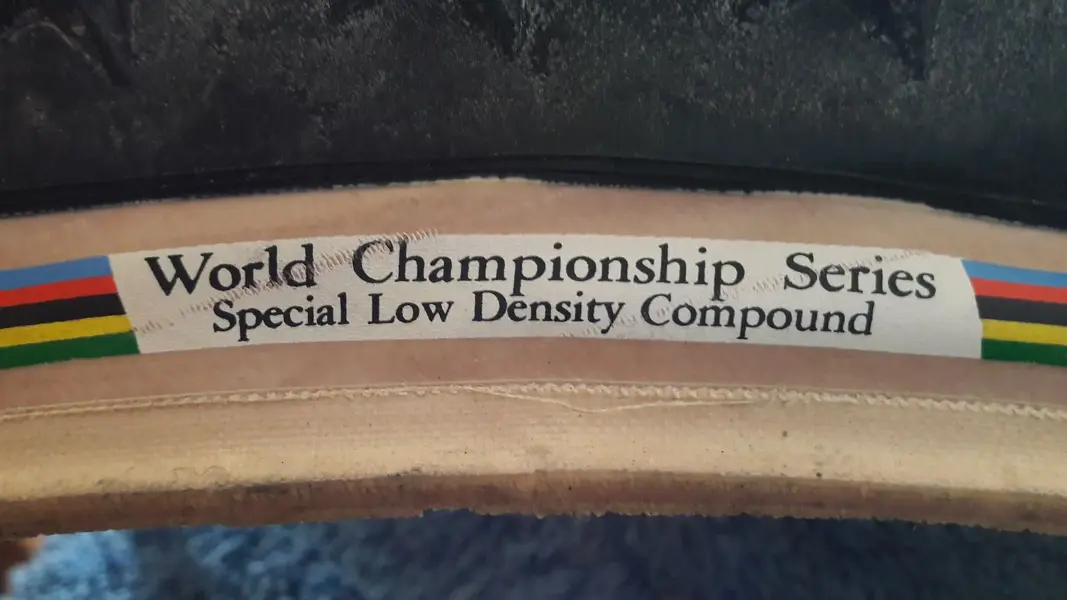 World Championship Series
Special Low Density Compound